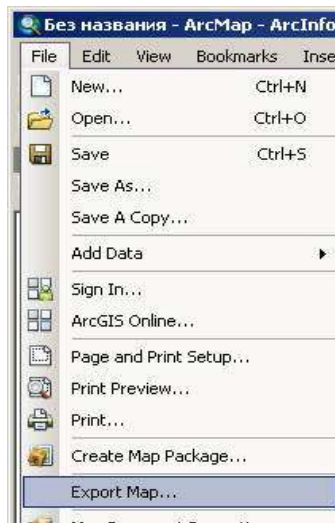 Без названия - ArcMap - ArcInfo
File Edit View Bookmarks Inse
New... Ctrl+N
Open... Ctrl+O
Save Ctrl+S
Save As...
Save A Copy...
Add Data
Sign In...
ArcGIS Online...
Page and Print Setup...
Print Preview...
Print...
Create Map Package...
Export Map...